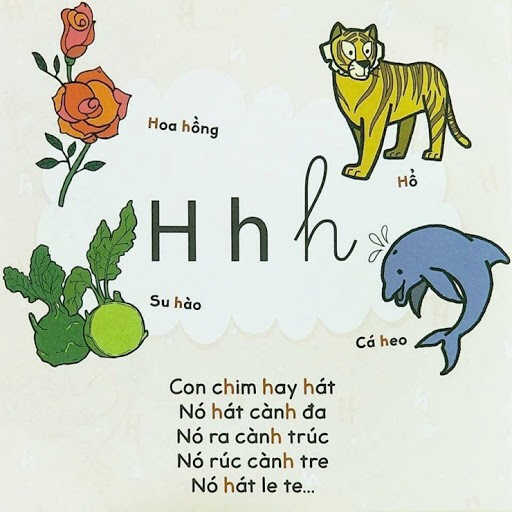 Hoa hồng
Hổ
H h h
Su hào
Cá heo
Con chim hay hát
Nó hát cành đa
Nó ra cành trúc
Nó rúc cành tre
Nó hát le te...